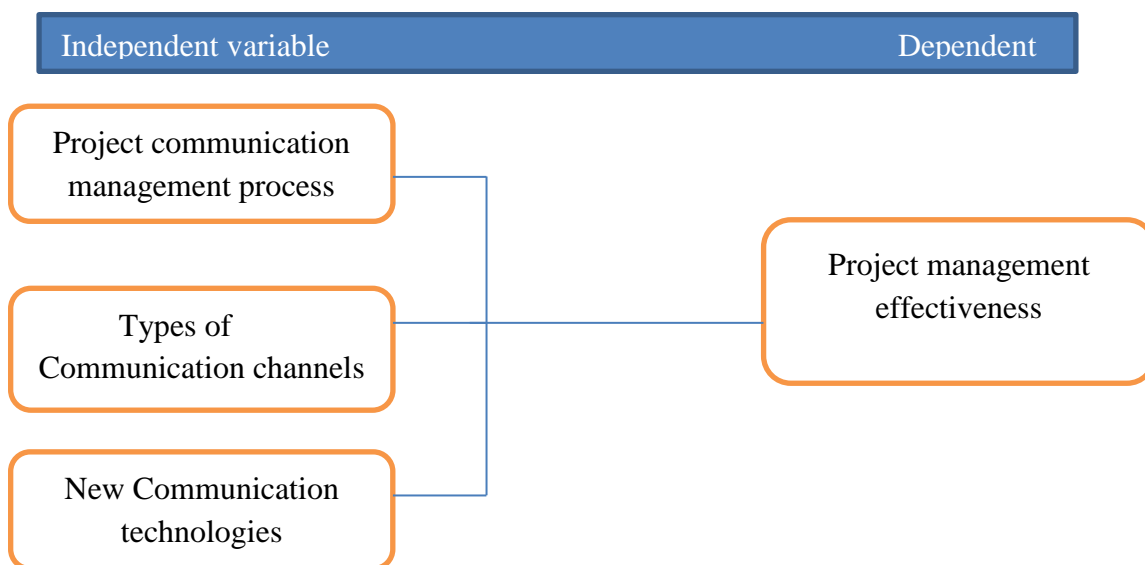 Independent variable Dependent
Project communication
management process
Types of
Communication channels
New Communication
technologies
Project management
effectiveness